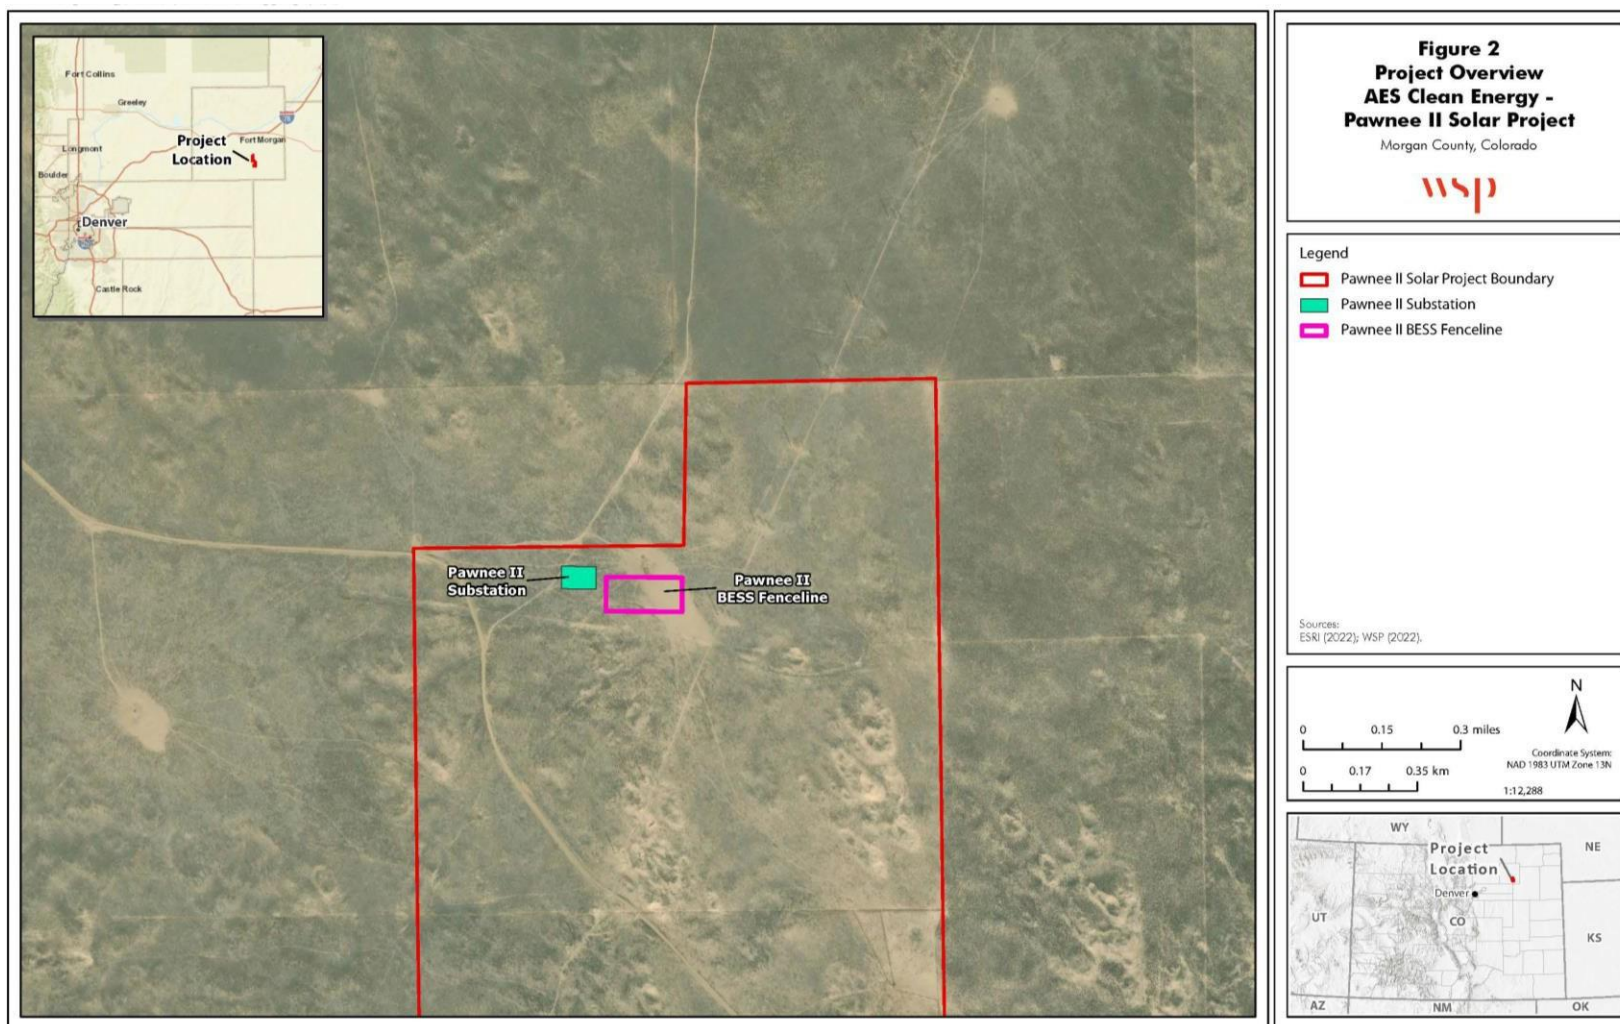 Fort Collins
Greeley
76
Project
Location
Fort Morgan
Longmont
Boulder
Denver
Castle Rock
Pawnee II
Substation
Pawnee II
BESS Fenceline
Figure 2
Project Overview
AES Clean Energy -
Pawnee II Solar Project
Morgan County, Colorado
wsp
Legend
Pawnee II Solar Project Boundary
Pawnee II Substation
Pawnee II BESS Fenceline
Sources:
ESRI (2022); WSP (2022).
N
0 0.15 0.3 miles
Coordinate System:
NAD 1983 UTM Zone 13N
0 0.17 0.35 km
1:12,288
WY
NE
Project
Location
Denver
UT
CO
KS
AZ
NM
OK